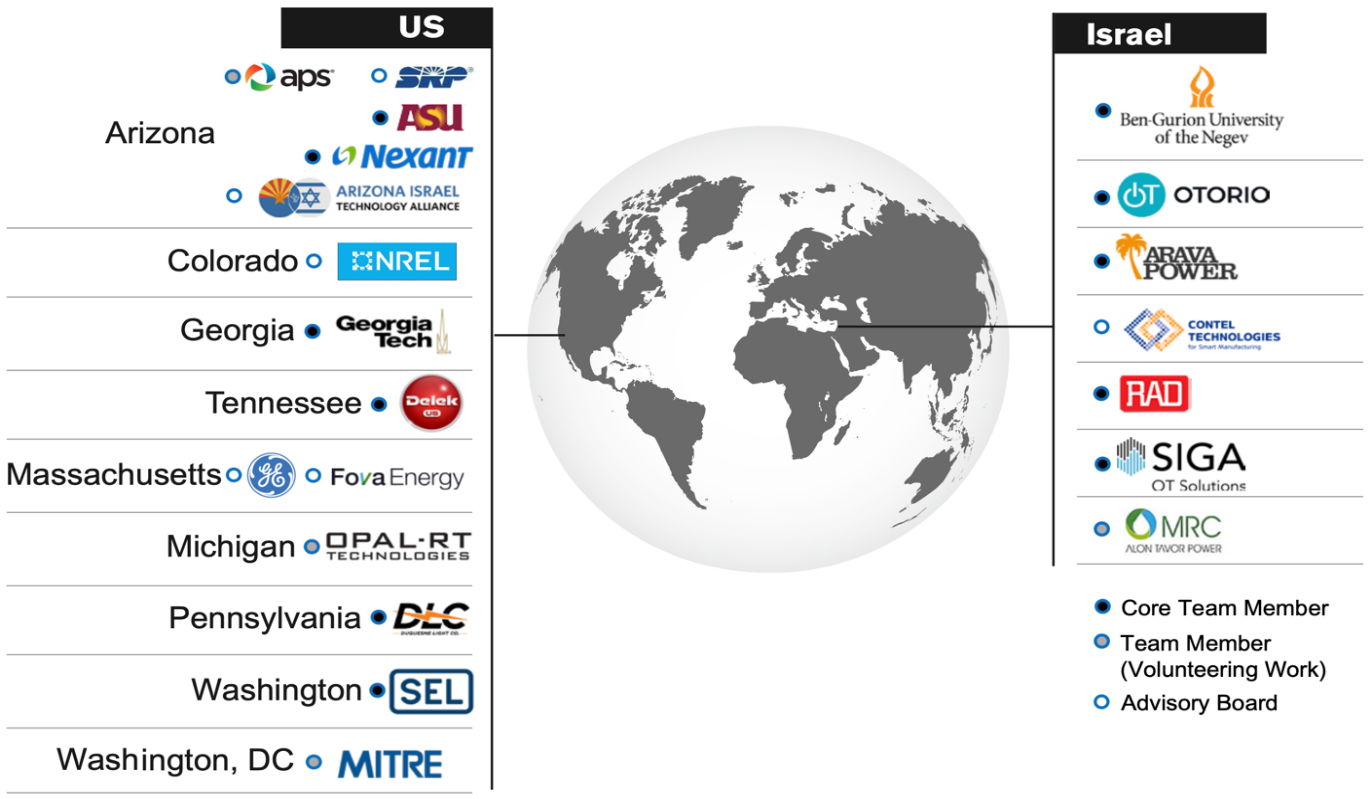 US
aps
SRP
Arizona
ASU
Nexant
ARIZONA ISRAEL
TECHNOLOGY ALLIANCE
Colorado
NREL
Georgia
Georgia
Tech
Tennessee
Delek
US
Massachusetts
GE
Fova Energy
Michigan
OPAL-RT
TECHNOLOGIES
Pennsylvania
DLC
DUQUESNE LIGHT CO.
Washington
SEL
Washington, DC
MITRE
Israel
Ben-Gurion University
of the Negev
OTORIO
ARAVA
POWER
CONTEL
TECHNOLOGIES
for Smart Manufacturing
RAD
SIGA
OT Solutions
MRC
ALON TAVOR POWER
Core Team Member
Team Member
(Volunteering Work)
Advisory Board